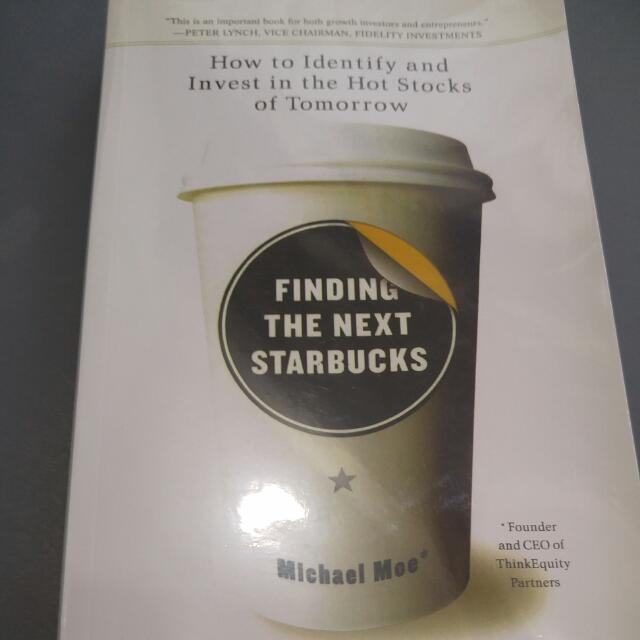 "This is an important book for both growth investors and entrepreneurs."
—PETER LYNCH, VICE CHAIRMAN, FIDELITY INVESTMENTS
How to Identify and
Invest in the Hot Stocks
of Tomorrow
FINDING
THE NEXT
STARBUCKS
Michael Moe*
* Founder
and CEO of
ThinkEquity
Partners